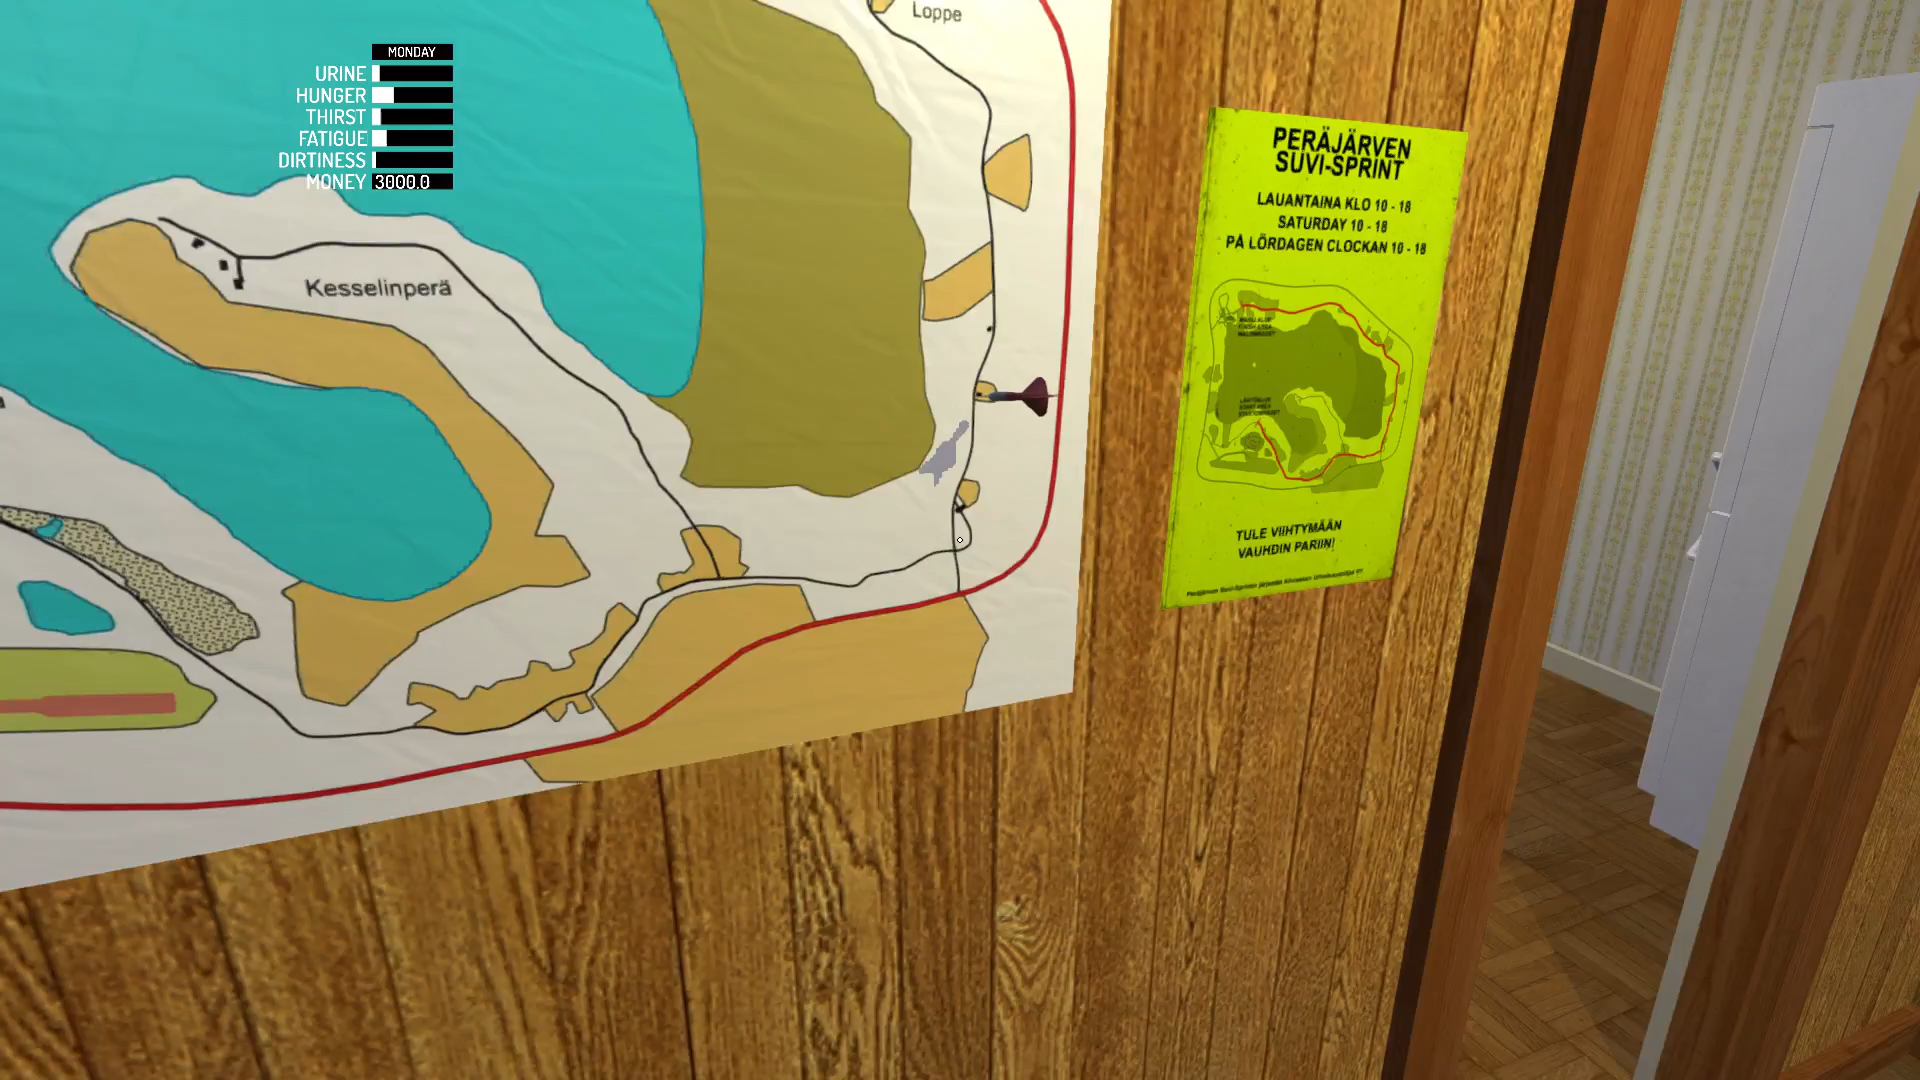 MONDAY
URINE
HUNGER
THIRST
FATIGUE
DIRTINESS
MONEY 3000.0
Loppe
Kesselinperä
PERÄJÄRVEN
SUVI-SPRINT
LAUANTAINA KLO 10 - 18
SATURDAY 10 - 18
PÅ LÖRDAGEN CLOCKAN 10 - 18
TULE VIIHTYMÄÄN
VAUHDIN PARIIN!